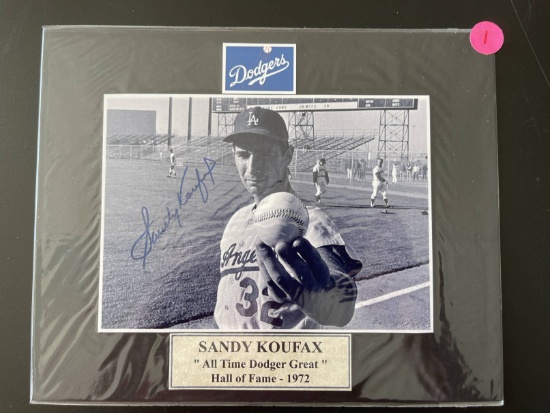 1
Dodgers
LA
Sandy Koufax
Angeles
32
SANDY KOUFAX
" All Time Dodger Great "
Hall of Fame - 1972